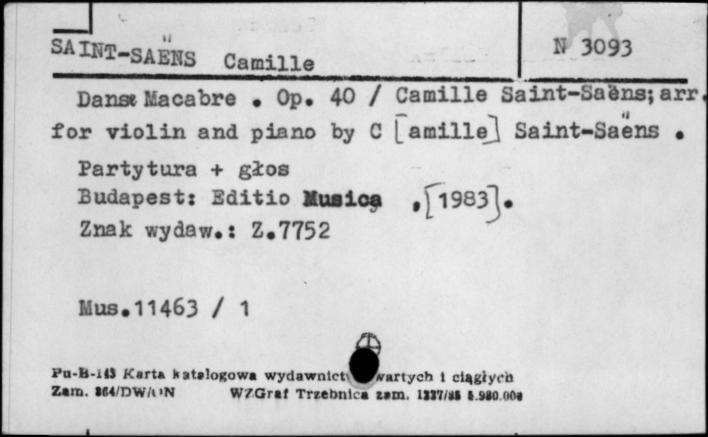 SAINT-SAËNS Camille
N 3093
Danse Macabre . Op. 40 / Camille Saint-Saëns; arr.
for violin and piano by C [amille] Saint-Saëns .
Partytura + głos
Budapest: Editio Musica , [1983].
Znak wydaw.: Z.7752
Mus.11463 / 1
Pu-B-143 Karta katalogowa wydawnictw zwartych i ciągłych
Zam. 864/DW/ON WZGraf Trzebnica zam. 1227/85 5.980.000